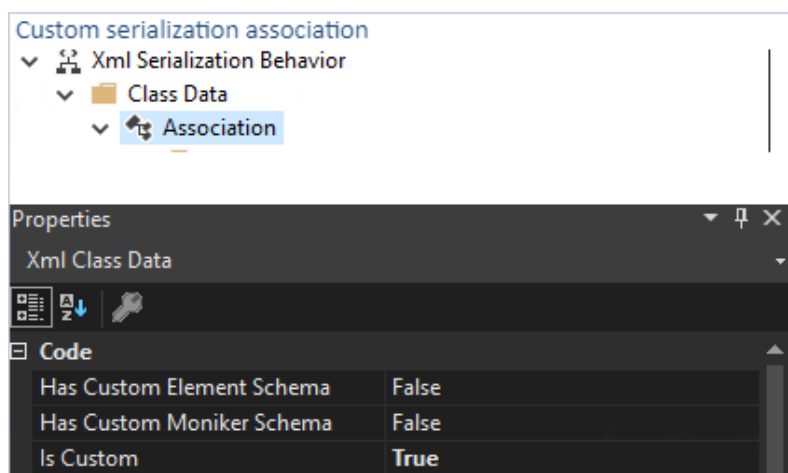 Custom serialization association
Xml Serialization Behavior
Class Data
Association
Properties
Xml Class Data
A
Z
Code
Has Custom Element Schema False
Has Custom Moniker Schema False
Is Custom True